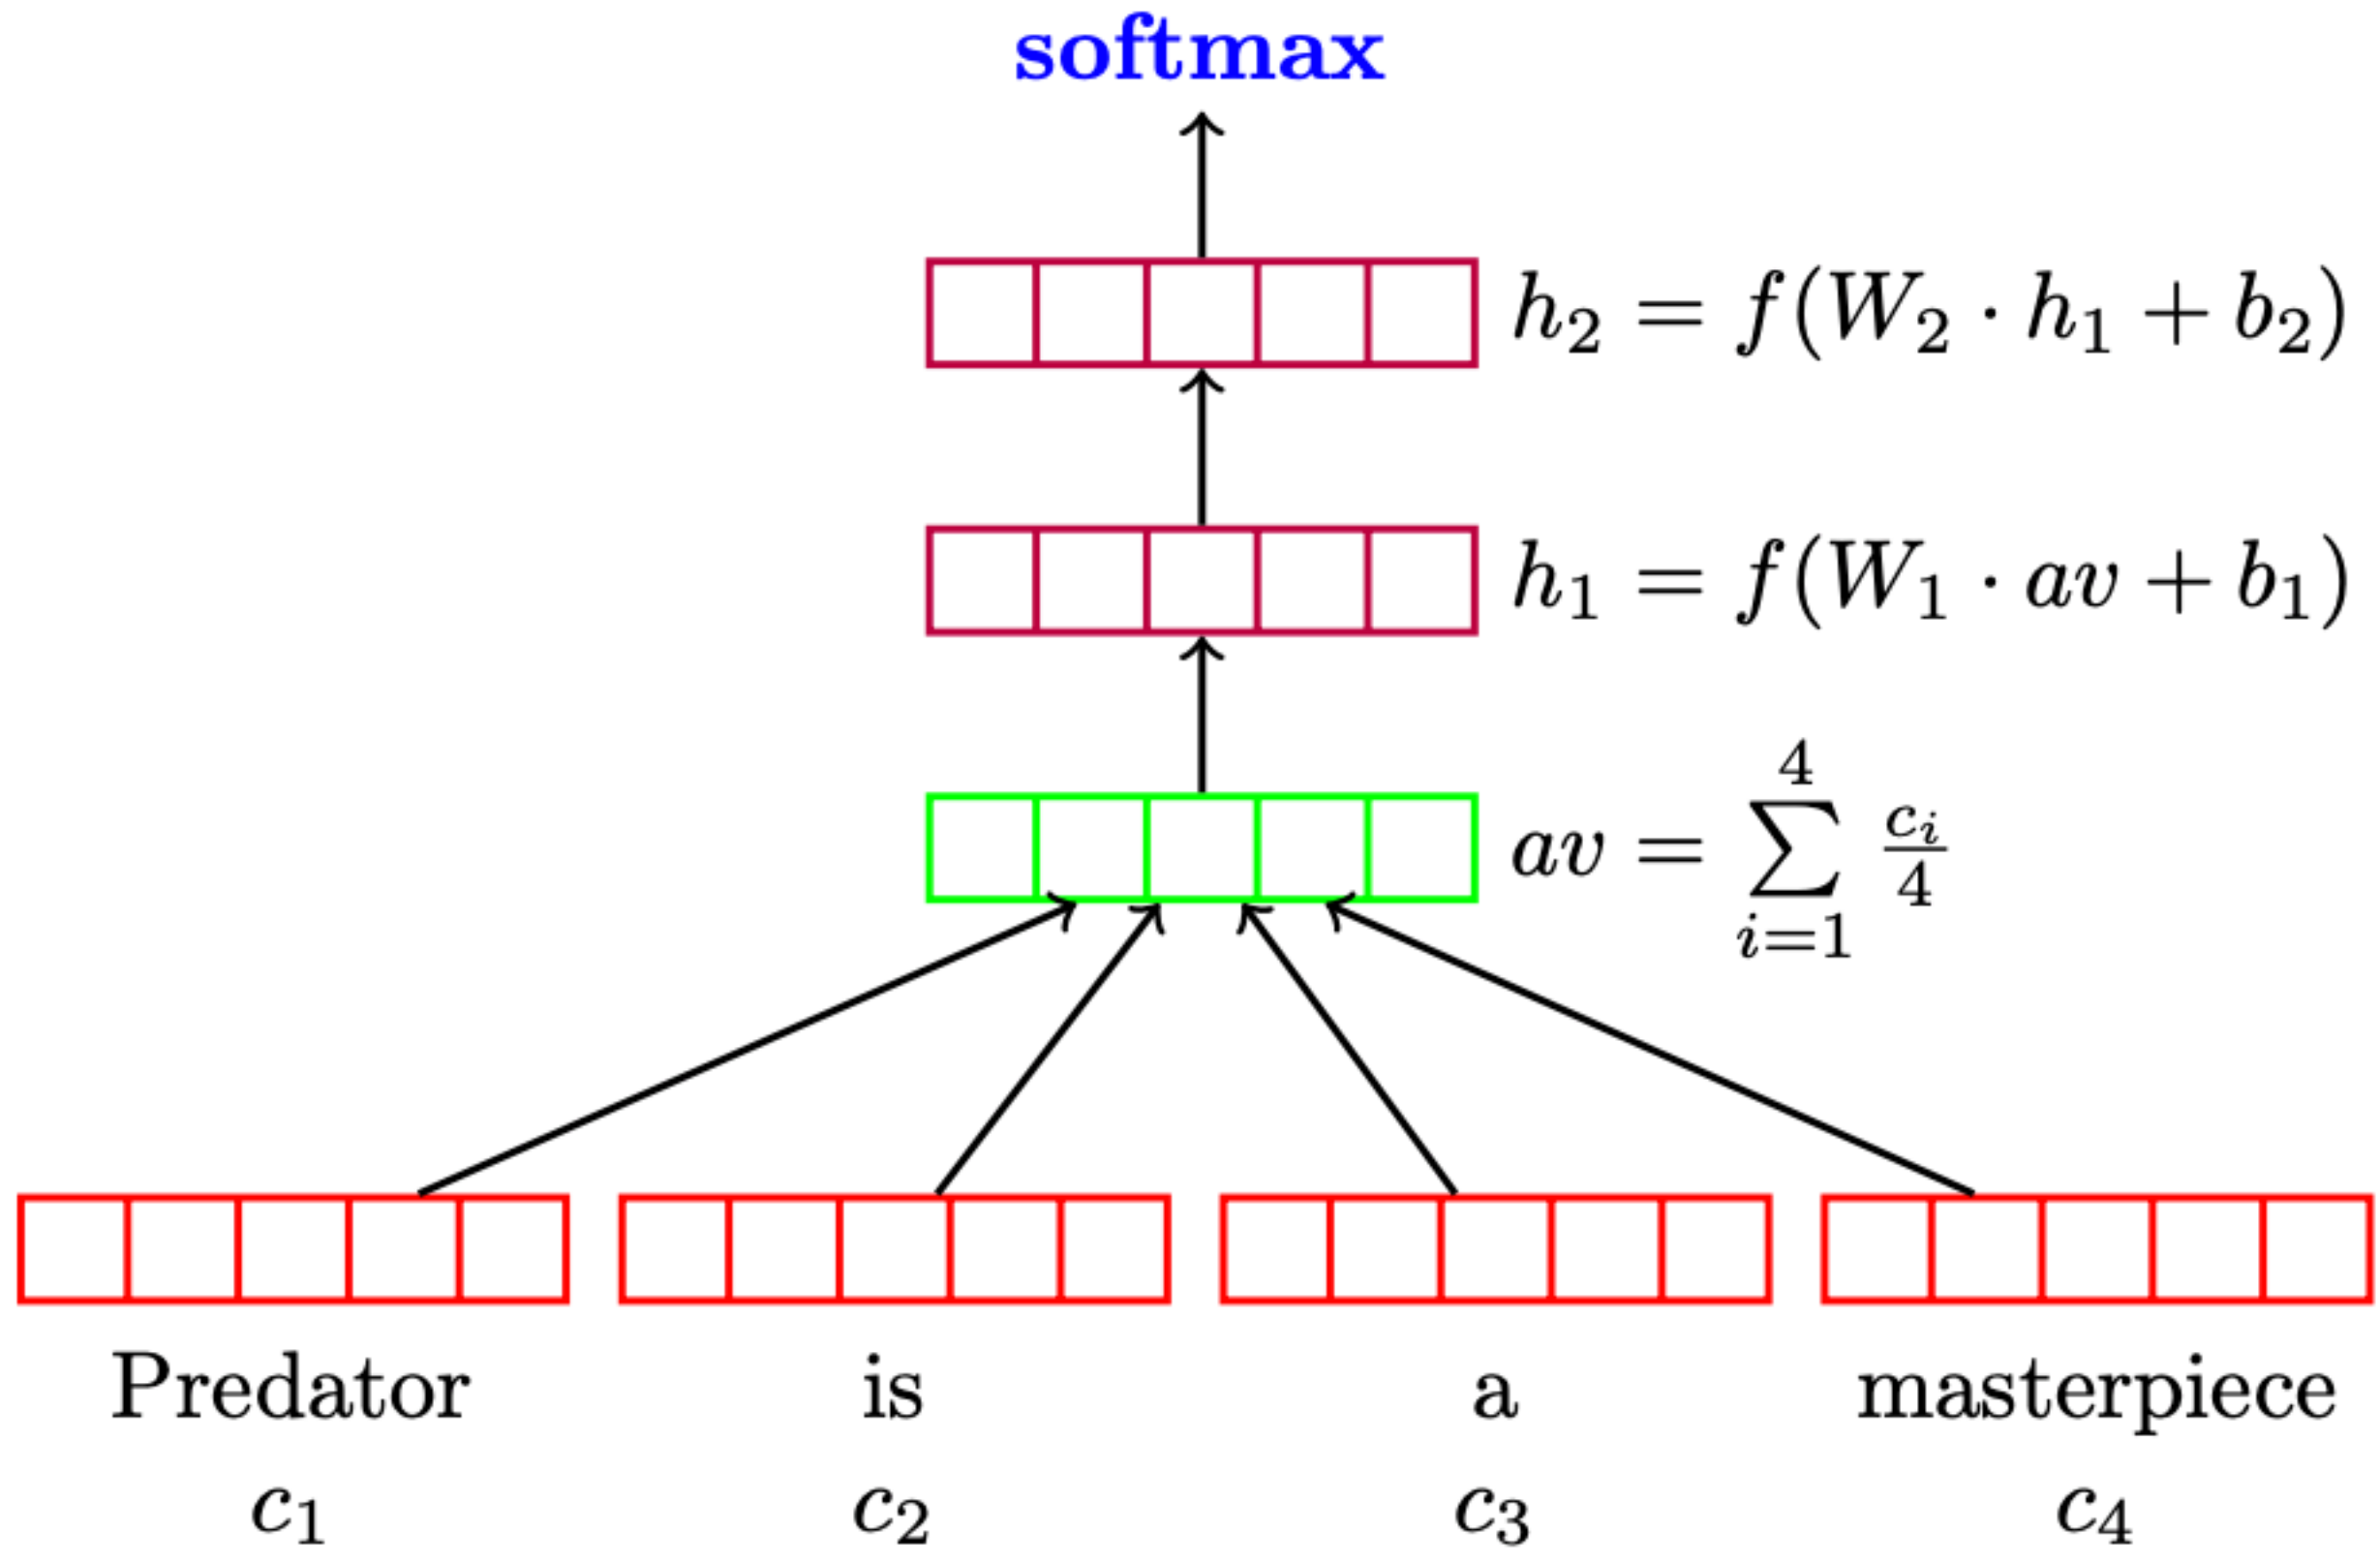 softmax
h₂ = f(W₂ · h₁ + b₂)
h₁ = f(W₁ · av + b₁)
av = ∑_{i=1}^{4} c_i/4
Predator is a masterpiece
c₁ c₂ c₃ c₄